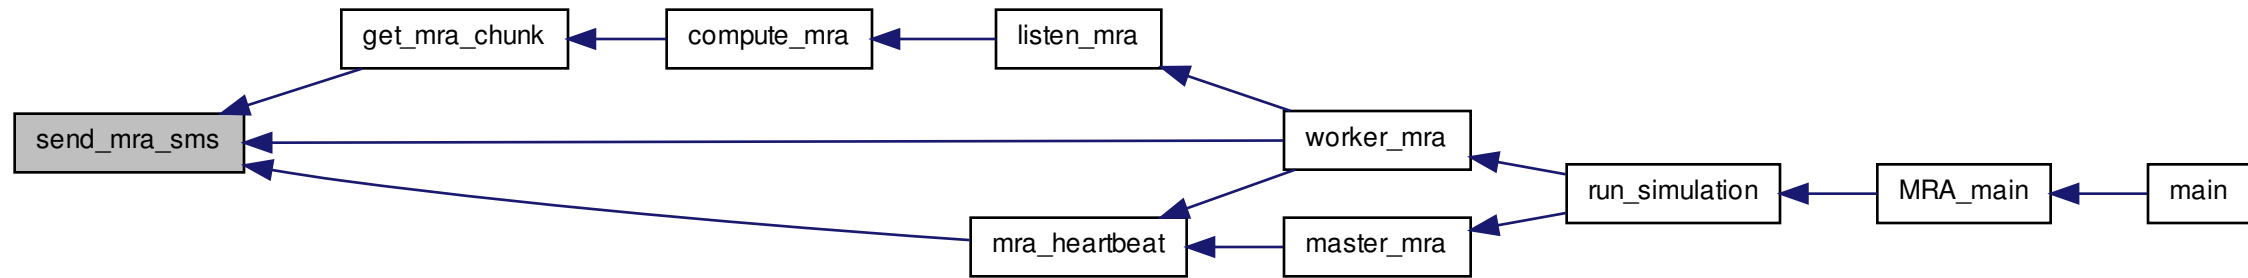 get_mra_chunk
compute_mra
listen_mra
send_mra_sms
worker_mra
run_simulation
MRA_main
main
mra_heartbeat
master_mra